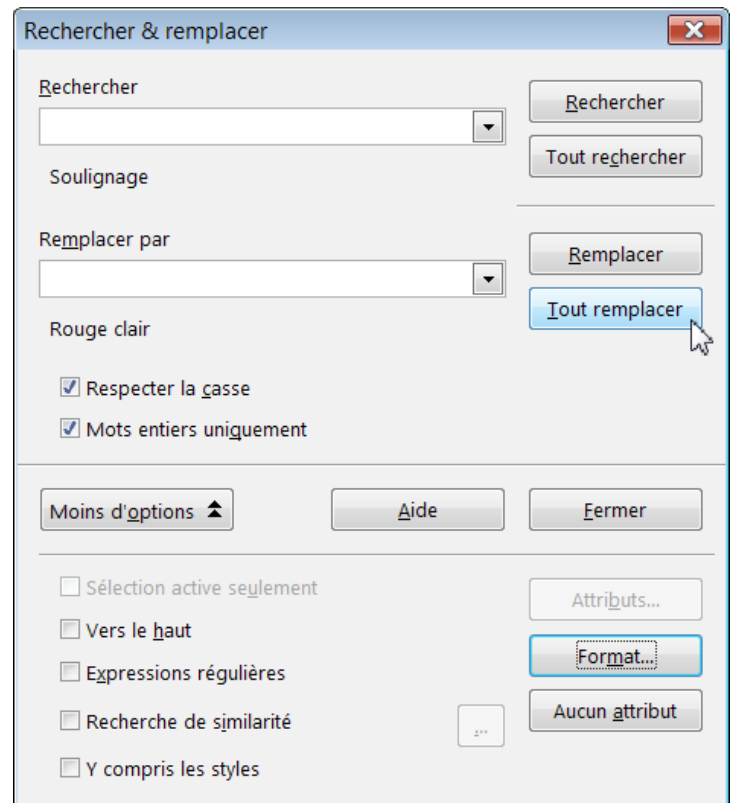 Rechercher & remplacer
Rechercher
Rechercher
Tout rechercher
Soulignage
Remplacer par
Remplacer
Tout remplacer
Rouge clair
Respecter la casse
Mots entiers uniquement
Moins d'options
Aide
Fermer
Sélection active seulement
Attributs...
Vers le haut
Format...
Expressions régulières
Recherche de similarité
...
Aucun attribut
Y compris les styles